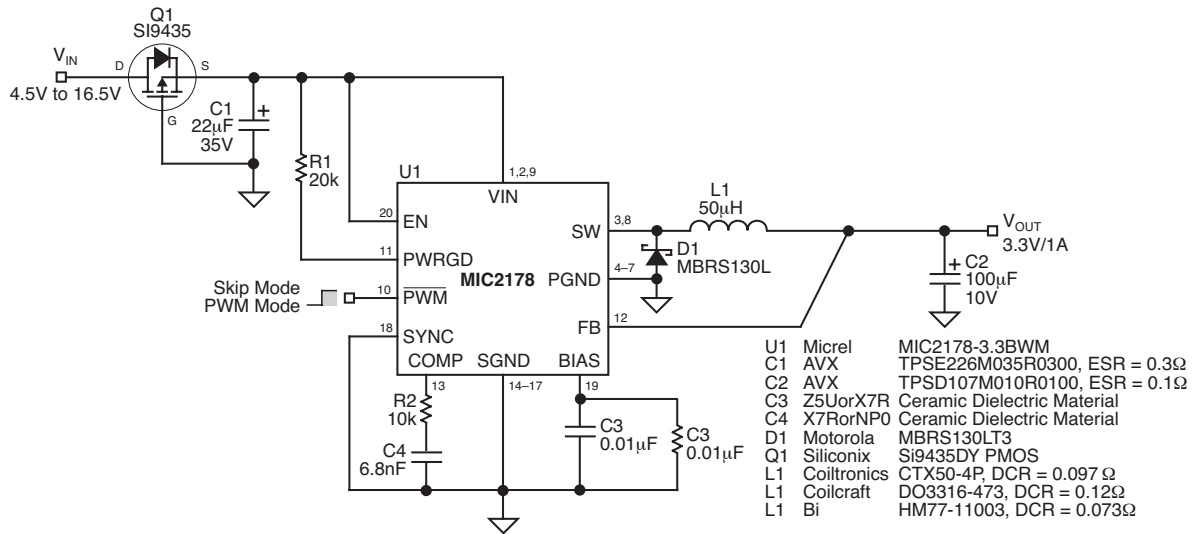 Q1
SI9435
VIN
D
S
G
4.5V to 16.5V
C1
22µF
35V
+
R1
20k
U1
1,2,9
VIN
20
EN
11
PWRGD
MIC2178
Skip Mode
PWM Mode
10
PWM
18
SYNC
COMP
SGND
BIAS
SW
3,8
PGND
4–7
FB
12
L1
50µH
D1
MBRS130L
VOUT
3.3V/1A
+
C2
100µF
10V
13
14–17
19
R2
10k
C4
6.8nF
C3
0.01µF
C3
0.01µF
U1 Micrel MIC2178-3.3BWM
C1 AVX TPSE226M035R0300, ESR = 0.3Ω
C2 AVX TPSD107M010R0100, ESR = 0.1Ω
C3 Z5UorX7R Ceramic Dielectric Material
C4 X7RorNP0 Ceramic Dielectric Material
D1 Motorola MBRS130LT3
Q1 Siliconix Si9435DY PMOS
L1 Coiltronics CTX50-4P, DCR = 0.097 Ω
L1 Coilcraft DO3316-473, DCR = 0.12Ω
L1 Bi HM77-11003, DCR = 0.073Ω